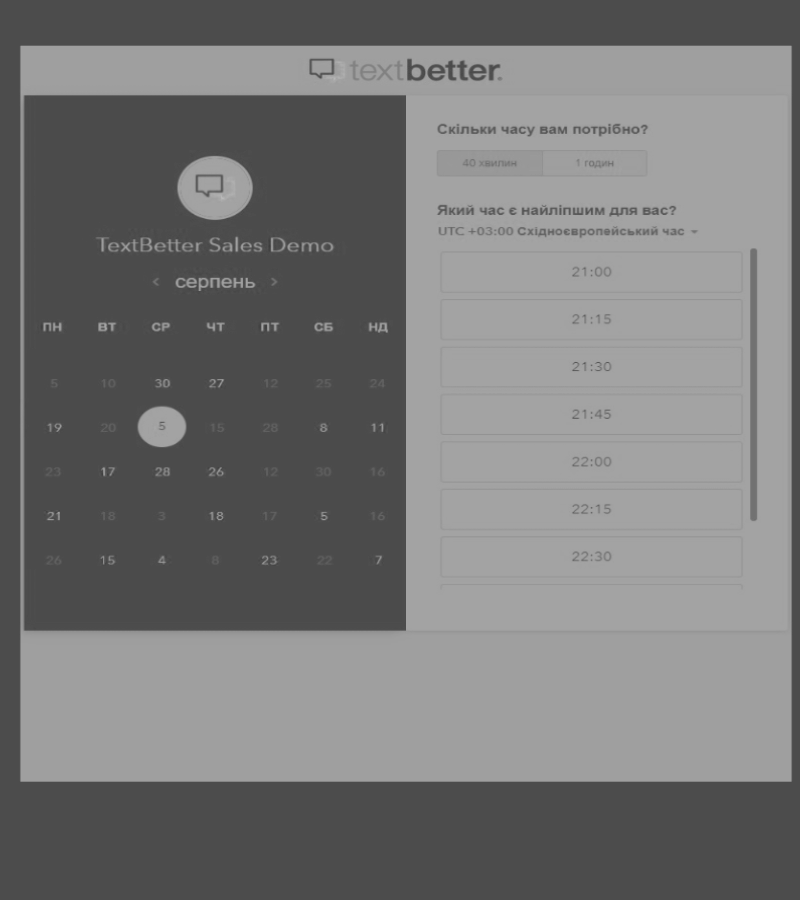 textbetter.
TextBetter Sales Demo
< серпень >
ПН ВТ СР ЧТ ПТ СБ НД
5 10 30 27 12 25 24
19 20 5 15 28 8 11
23 17 28 26 12 30 16
21 18 3 18 17 5 16
26 15 4 8 23 22 7
Скільки часу вам потрібно?
40 хвилин 1 годин
Який час є найліпшим для вас?
UTC +03:00 Східноєвропейський час
21:00
21:15
21:30
21:45
22:00
22:15
22:30